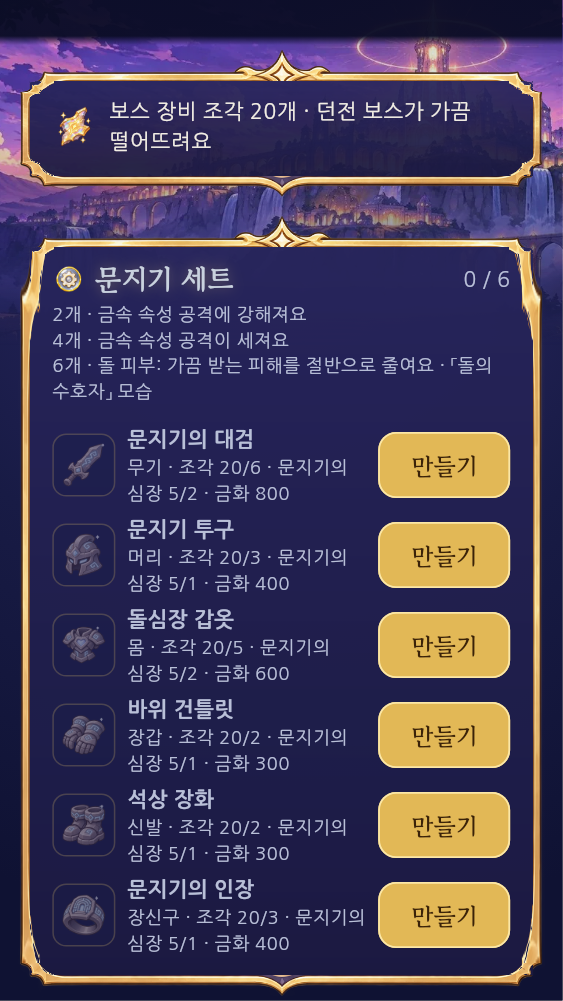 보스 장비 조각 20개 · 던전 보스가 가끔
떨어뜨려요
문지기 세트
0 / 6
2개 · 금속 속성 공격에 강해져요
4개 · 금속 속성 공격이 세져요
6개 · 돌 피부: 가끔 받는 피해를 절반으로 줄여요 · 「돌의
수호자」 모습
문지기의 대검
무기 · 조각 20/6 · 문지기의
심장 5/2 · 금화 800
만들기
문지기 투구
머리 · 조각 20/3 · 문지기의
심장 5/1 · 금화 400
만들기
돌심장 갑옷
몸 · 조각 20/5 · 문지기의
심장 5/2 · 금화 600
만들기
바위 건틀릿
장갑 · 조각 20/2 · 문지기의
심장 5/1 · 금화 300
만들기
석상 장화
신발 · 조각 20/2 · 문지기의
심장 5/1 · 금화 300
만들기
문지기의 인장
장신구 · 조각 20/3 · 문지기의
심장 5/1 · 금화 400
만들기